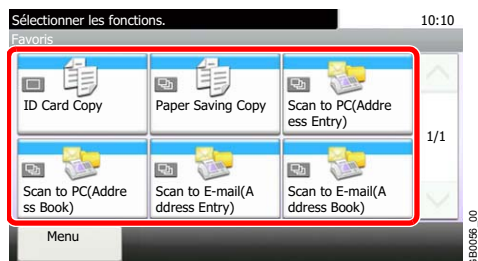 Sélectionner les fonctions. 10:10
Favoris
ID Card Copy
Paper Saving Copy
Scan to PC(Addre
ess Entry)
1/1
Scan to PC(Addre
ss Book)
Scan to E-mail(A
ddress Entry)
Scan to E-mail(A
ddress Book)
Menu